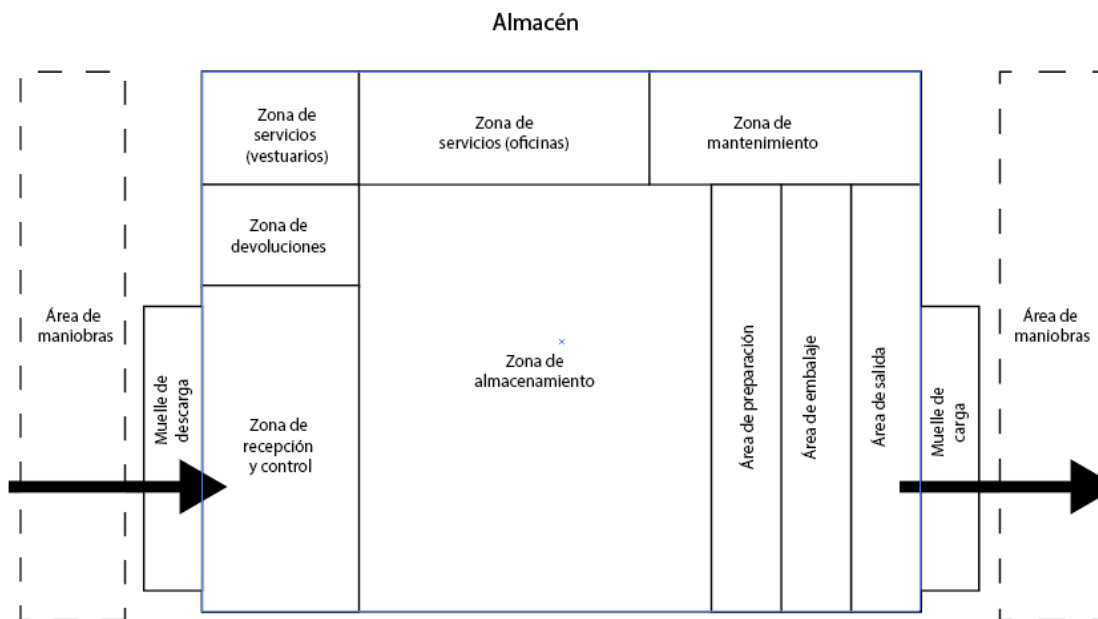 Almacén
Zona de
servicios
(vestuarios)
Zona de
servicios (oficinas)
Zona de
mantenimiento
Zona de
devoluciones
Área de
maniobras
Muelle de
descarga
Zona de
recepción
y control
Zona de
almacenamiento
Área de preparación
Área de embalaje
Área de salida
Muelle de
carga
Área de
maniobras